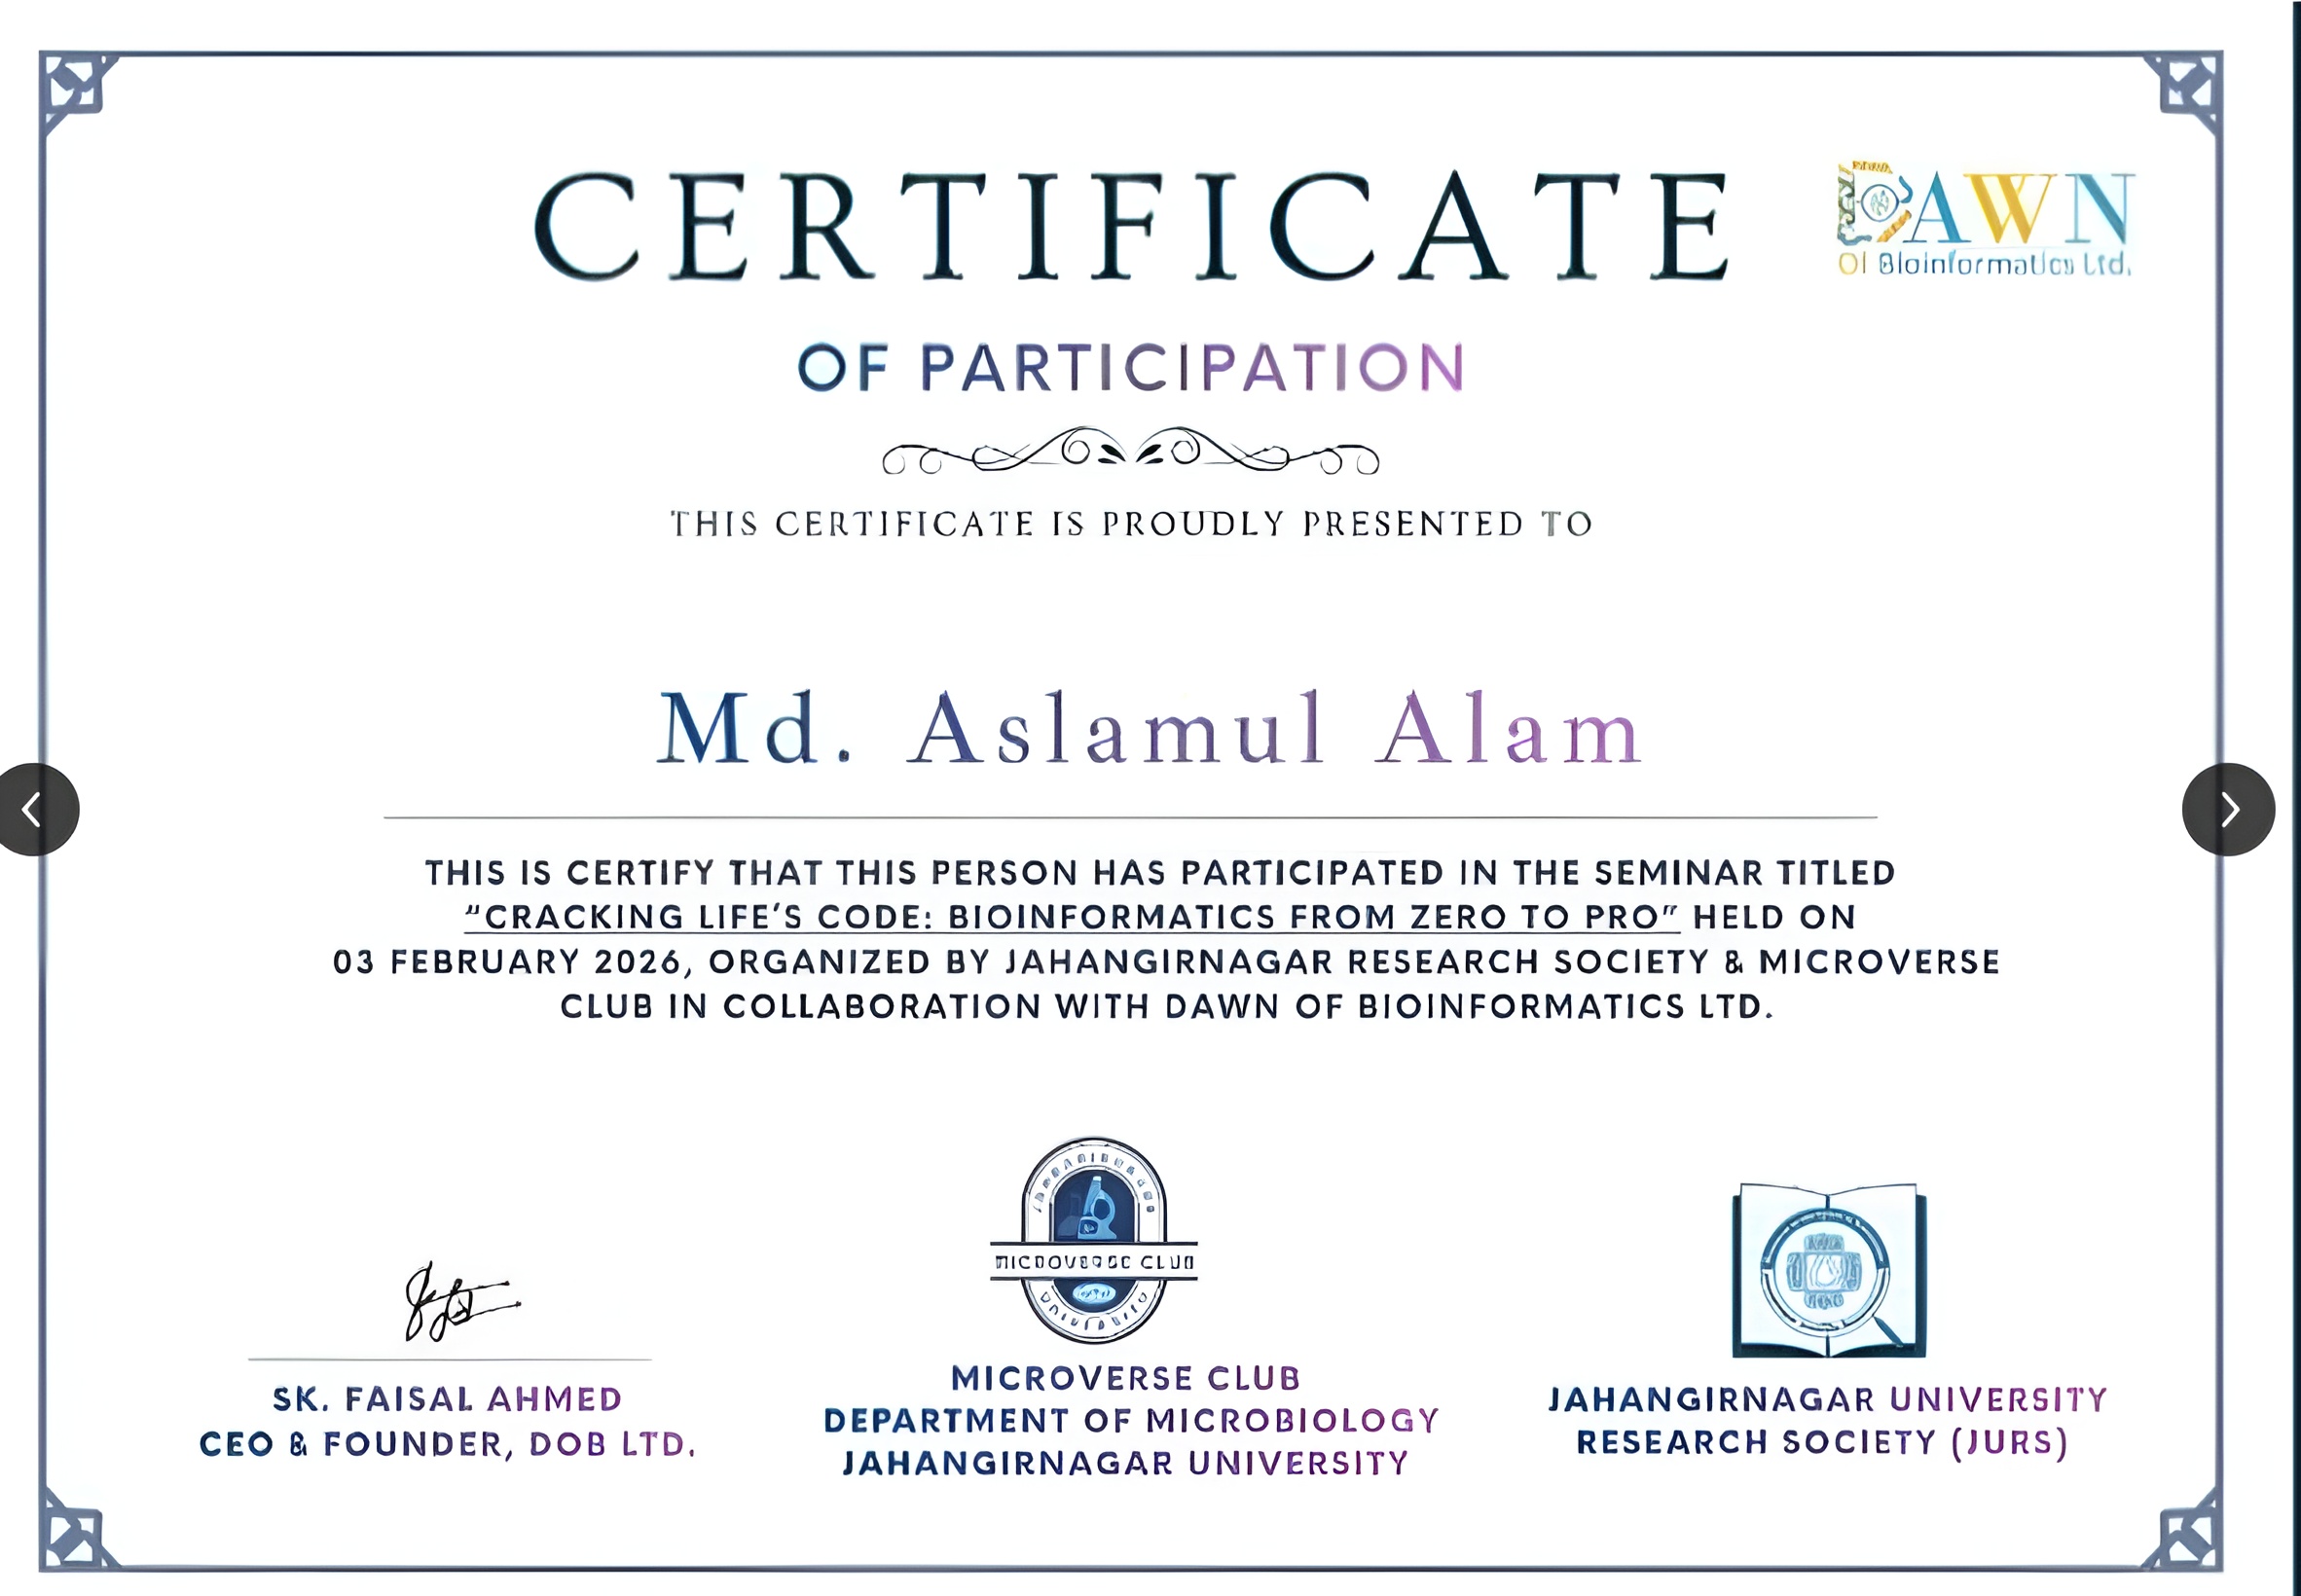 CERTIFICATE
AWN
Of Bioinformatics Ltd.
OF PARTICIPATION
THIS CERTIFICATE IS PROUDLY PRESENTED TO
Md. Aslamul Alam
THIS IS CERTIFY THAT THIS PERSON HAS PARTICIPATED IN THE SEMINAR TITLED
"CRACKING LIFE'S CODE: BIOINFORMATICS FROM ZERO TO PRO" HELD ON
03 FEBRUARY 2026, ORGANIZED BY JAHANGIRNAGAR RESEARCH SOCIETY & MICROVERSE
CLUB IN COLLABORATION WITH DAWN OF BIOINFORMATICS LTD.
MICROVERSE CLUB
SK. FAISAL AHMED
CEO & FOUNDER, DOB LTD.
MICROVERSE CLUB
DEPARTMENT OF MICROBIOLOGY
JAHANGIRNAGAR UNIVERSITY
JAHANGIRNAGAR UNIVERSITY
RESEARCH SOCIETY (JURS)